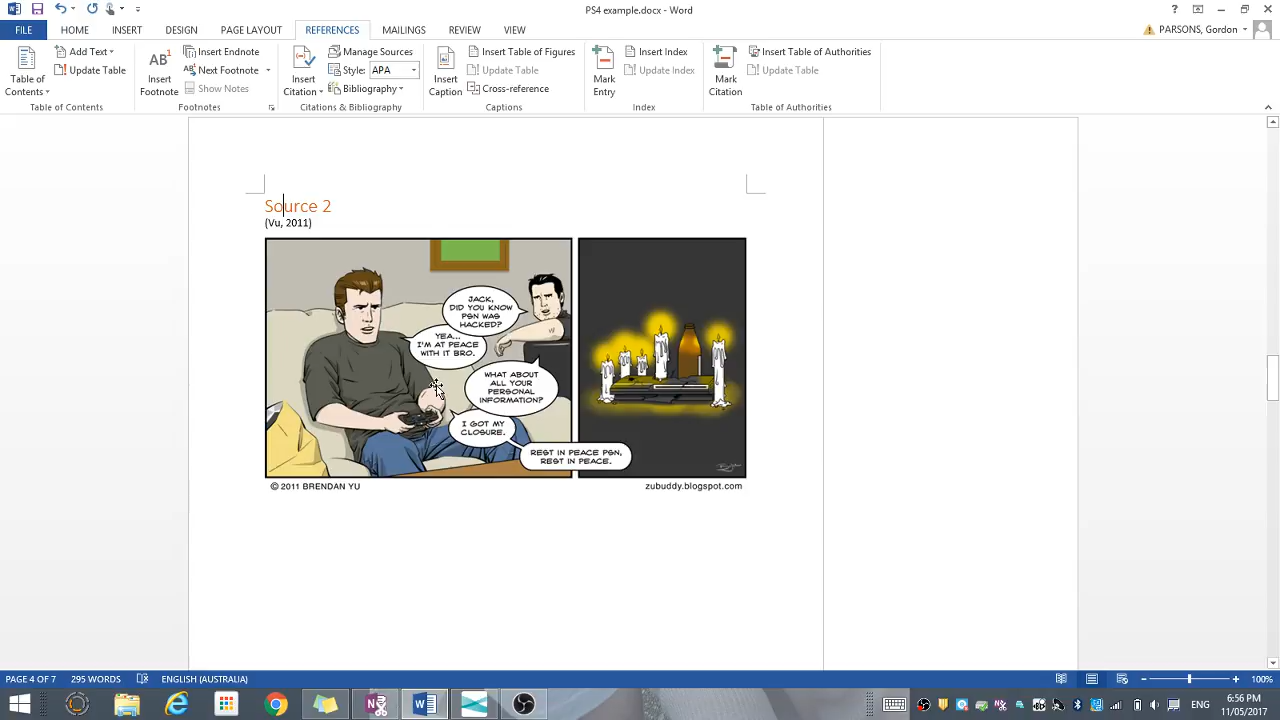 PS4 example.docx - Word
FILE
HOME
INSERT
DESIGN
PAGE LAYOUT
REFERENCES
MAILINGS
REVIEW
VIEW
PARSONS, Gordon
Table of
Contents
Add Text
Update Table
Table of Contents
AB¹
Insert
Footnote
Insert Endnote
Next Footnote
Show Notes
Footnotes
Insert
Citation
Manage Sources
Style: APA
Bibliography
Citations & Bibliography
Insert
Caption
Insert Table of Figures
Update Table
Cross-reference
Captions
Mark
Entry
Insert Index
Update Index
Index
Mark
Citation
Insert Table of Authorities
Update Table
Table of Authorities
Source 2
(Vu, 2011)
JACK,
DID YOU KNOW
PSN WAS
HACKED?
YEA...
I'M AT PEACE
WITH IT BRO.
WHAT ABOUT
ALL YOUR
PERSONAL
INFORMATION?
I GOT MY
CLOSURE.
REST IN PEACE PSN,
REST IN PEACE.
© 2011 BRENDAN YU
zubuddy.blogspot.com
PAGE 4 OF 7
295 WORDS
ENGLISH (AUSTRALIA)
100%
ENG
6:56 PM
11/05/2017